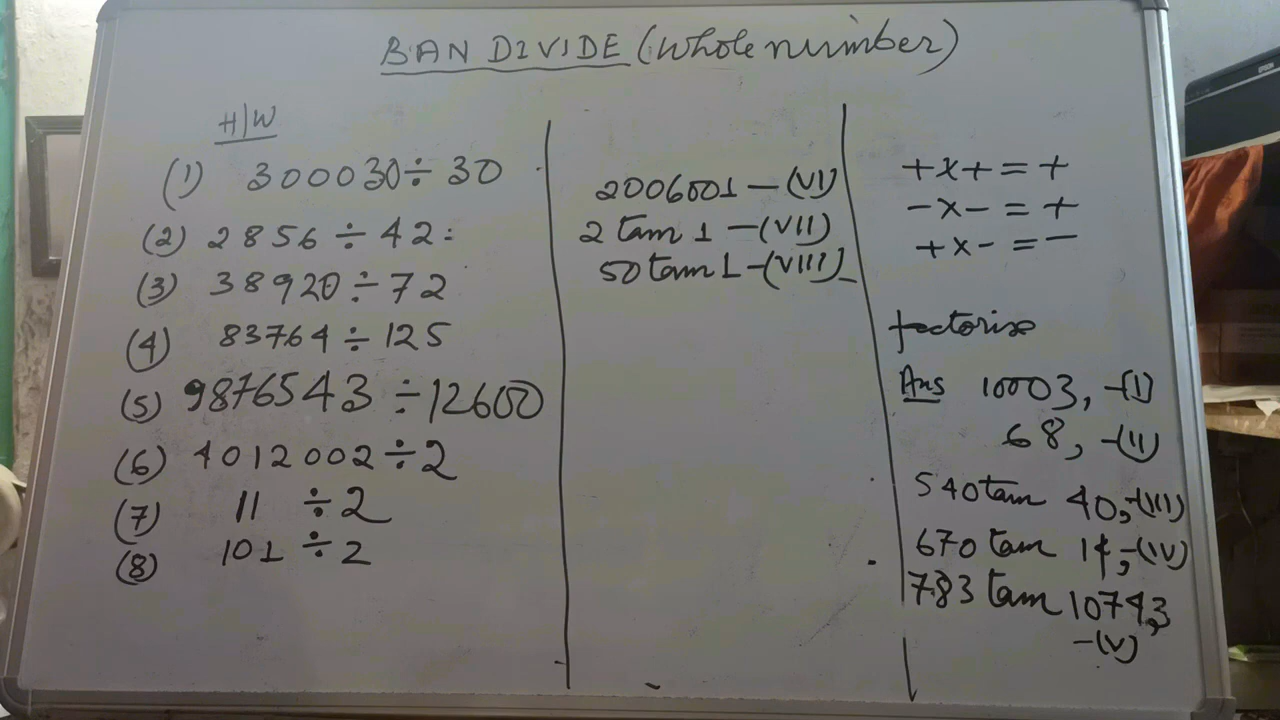 BAN DIVIDE (Whole number)
H/W
(1) 300030÷30
(2) 2856÷42:
(3) 38920÷72
(4) 83764÷125
(5) 9876543÷12600
(6) 4012002÷2
(7) 11 ÷2
(8) 101 ÷2
2006001—(VI)
2 tam 1 —(VII)
50 tam 1 -(VIII)
+x+=+
-x-=+
+x-=-
factorise
Ans 10003, -(I)
68, -(II)
540 tam 40, -(III)
670 tam 14, -(IV)
783 tam 10743,
-(V)